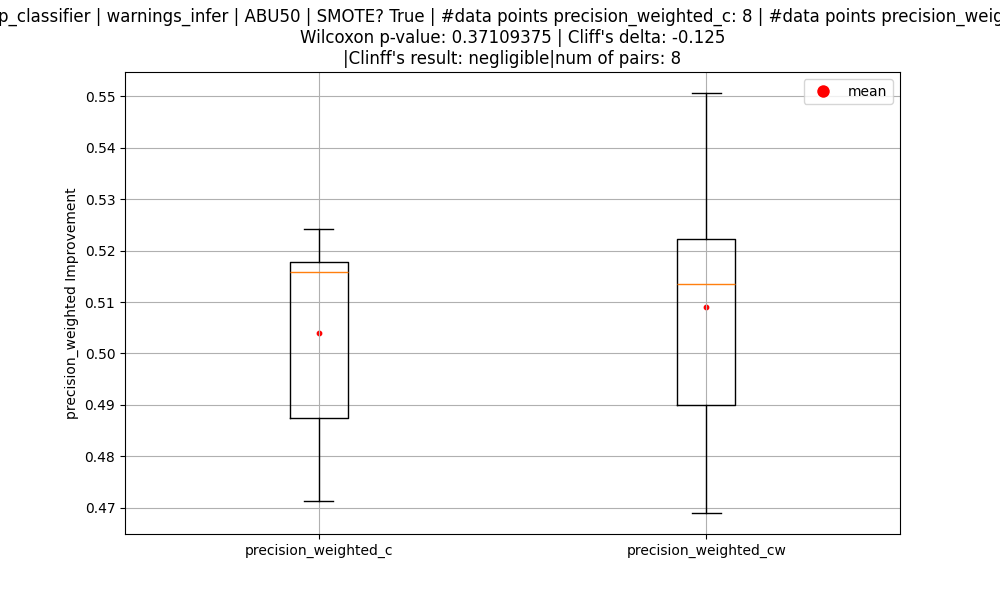 p_classifier | warnings_infer | ABU50 | SMOTE? True | #data points precision_weighted_c: 8 | #data points precision_weig
Wilcoxon p-value: 0.37109375 | Cliff's delta: -0.125
|Clinff's result: negligible|num of pairs: 8
mean
0.55
0.54
0.53
0.52
0.51
0.50
0.49
0.48
0.47
precision_weighted Improvement
precision_weighted_c precision_weighted_cw